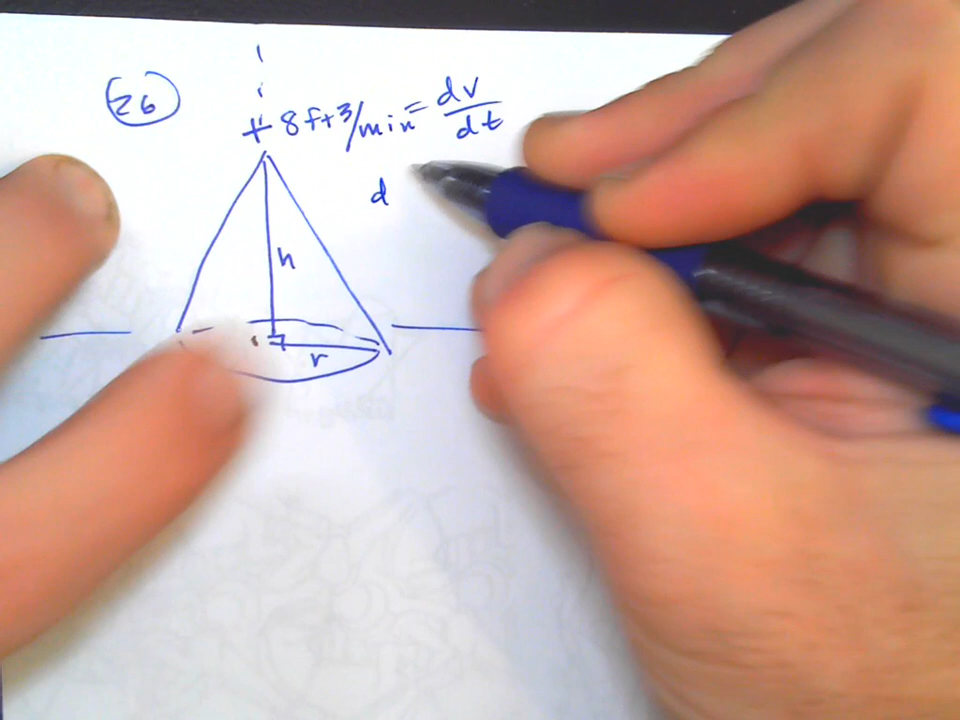 26
+ 8 ft3/min = dv/dt
d
h
r